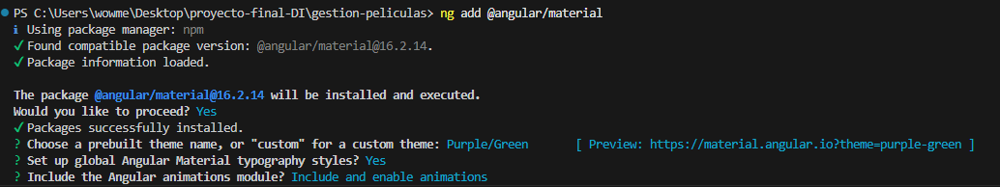 PS C:\Users\wowme\Desktop\proyecto-final-DI\gestion-peliculas> ng add @angular/material
i Using package manager: npm
✓ Found compatible package version: @angular/material@16.2.14.
✓ Package information loaded.
The package @angular/material@16.2.14 will be installed and executed.
Would you like to proceed? Yes
✓ Packages successfully installed.
? Choose a prebuilt theme name, or "custom" for a custom theme: Purple/Green [ Preview: https://material.angular.io?theme=purple-green ]
? Set up global Angular Material typography styles? Yes
? Include the Angular animations module? Include and enable animations